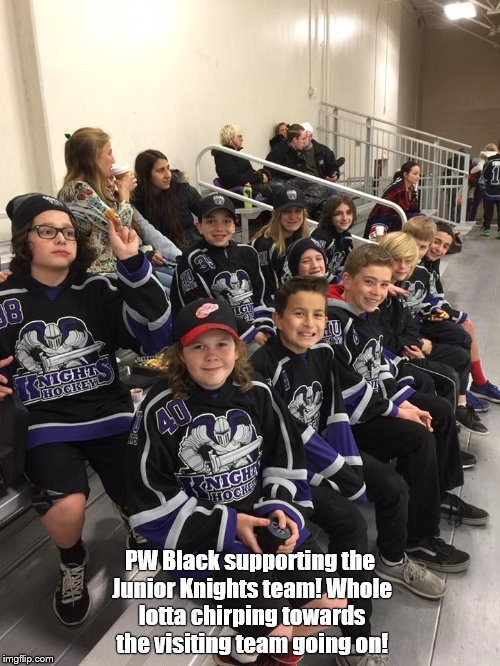 98
KNIGHTS
HOCKEY
40
KNIGHTS
HOCKEY
PW Black supporting the
Junior Knights team! Whole
lotta chirping towards
the visiting team going on!
imgflip.com